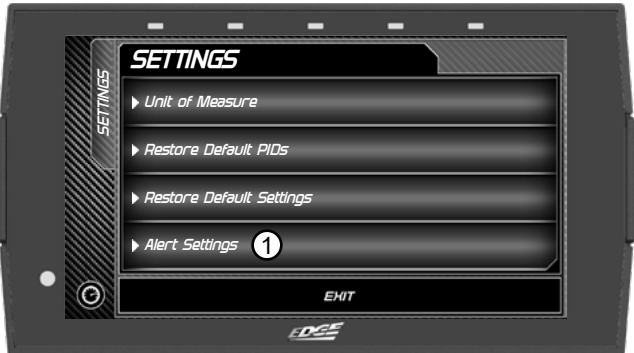 SETTINGS
SETTINGS
Unit of Measure
Restore Default PIDs
Restore Default Settings
Alert Settings 1
EXIT
EDGE